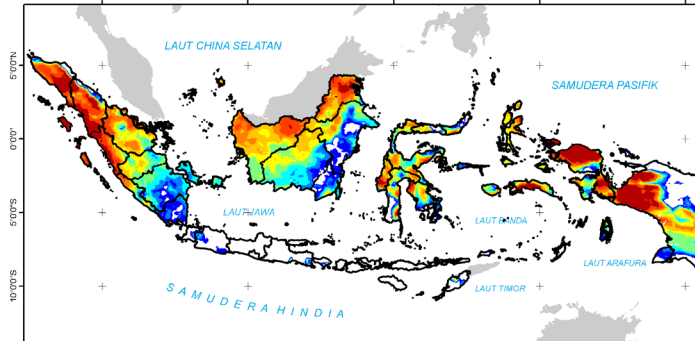 LAUT CHINA SELATAN
5°0'0"N
SAMUDERA PASIFIK
0°0'0"
LAUT JAWA
LAUT BANDA
5°0'0"S
LAUT ARAFURA
10°0'0"S
LAUT TIMOR
SAMUDERA HINDIA